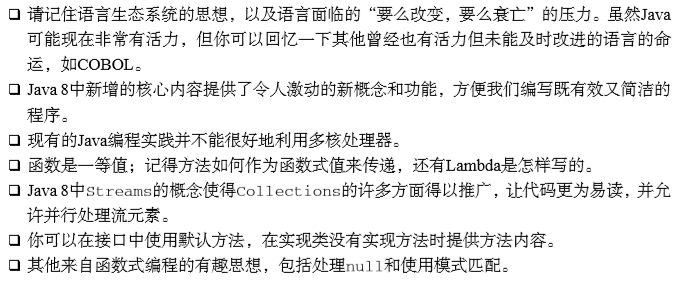 ❑ 请记住语言生态系统的思想，以及语言面临的“要么改变，要么衰亡”的压力。虽然Java
可能现在非常有活力，但你可以回忆一下其他曾经也有活力但未能及时改进的语言的命
运，如COBOL。
❑ Java 8中新增的核心内容提供了令人激动的新概念和功能，方便我们编写既有效又简洁的
程序。
❑ 现有的Java编程实践并不能很好地利用多核处理器。
❑ 函数是一等值；记得方法如何作为函数式值来传递，还有Lambda是怎样写的。
❑ Java 8中Streams的概念使得Collections的许多方面得以推广，让代码更为易读，并允
许并行处理流元素。
❑ 你可以在接口中使用默认方法，在实现类没有实现方法时提供方法内容。
❑ 其他来自函数式编程的有趣思想，包括处理null和使用模式匹配。